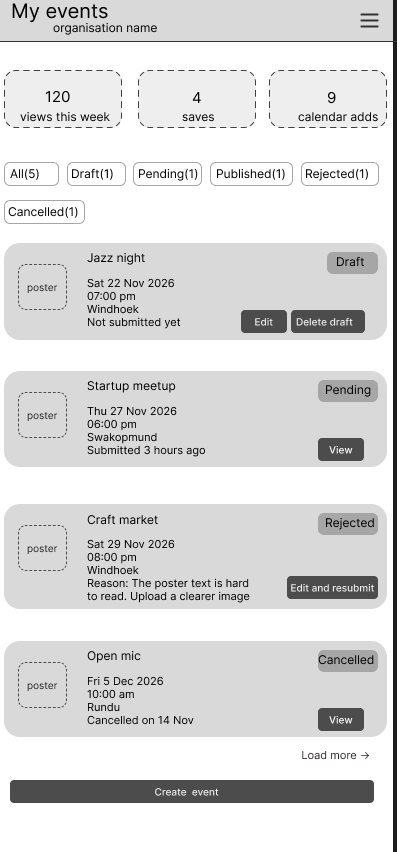 My events
organisation name
120
views this week
4
saves
9
calendar adds
All(5)
Draft(1)
Pending(1)
Published(1)
Rejected(1)
Cancelled(1)
poster
Jazz night
Sat 22 Nov 2026
07:00 pm
Windhoek
Not submitted yet
Draft
Edit
Delete draft
poster
Startup meetup
Thu 27 Nov 2026
06:00 pm
Swakopmund
Submitted 3 hours ago
Pending
View
poster
Craft market
Sat 29 Nov 2026
08:00 pm
Windhoek
Reason: The poster text is hard
to read. Upload a clearer image
Rejected
Edit and resubmit
poster
Open mic
Fri 5 Dec 2026
10:00 am
Rundu
Cancelled on 14 Nov
Cancelled
View
Load more →
Create event